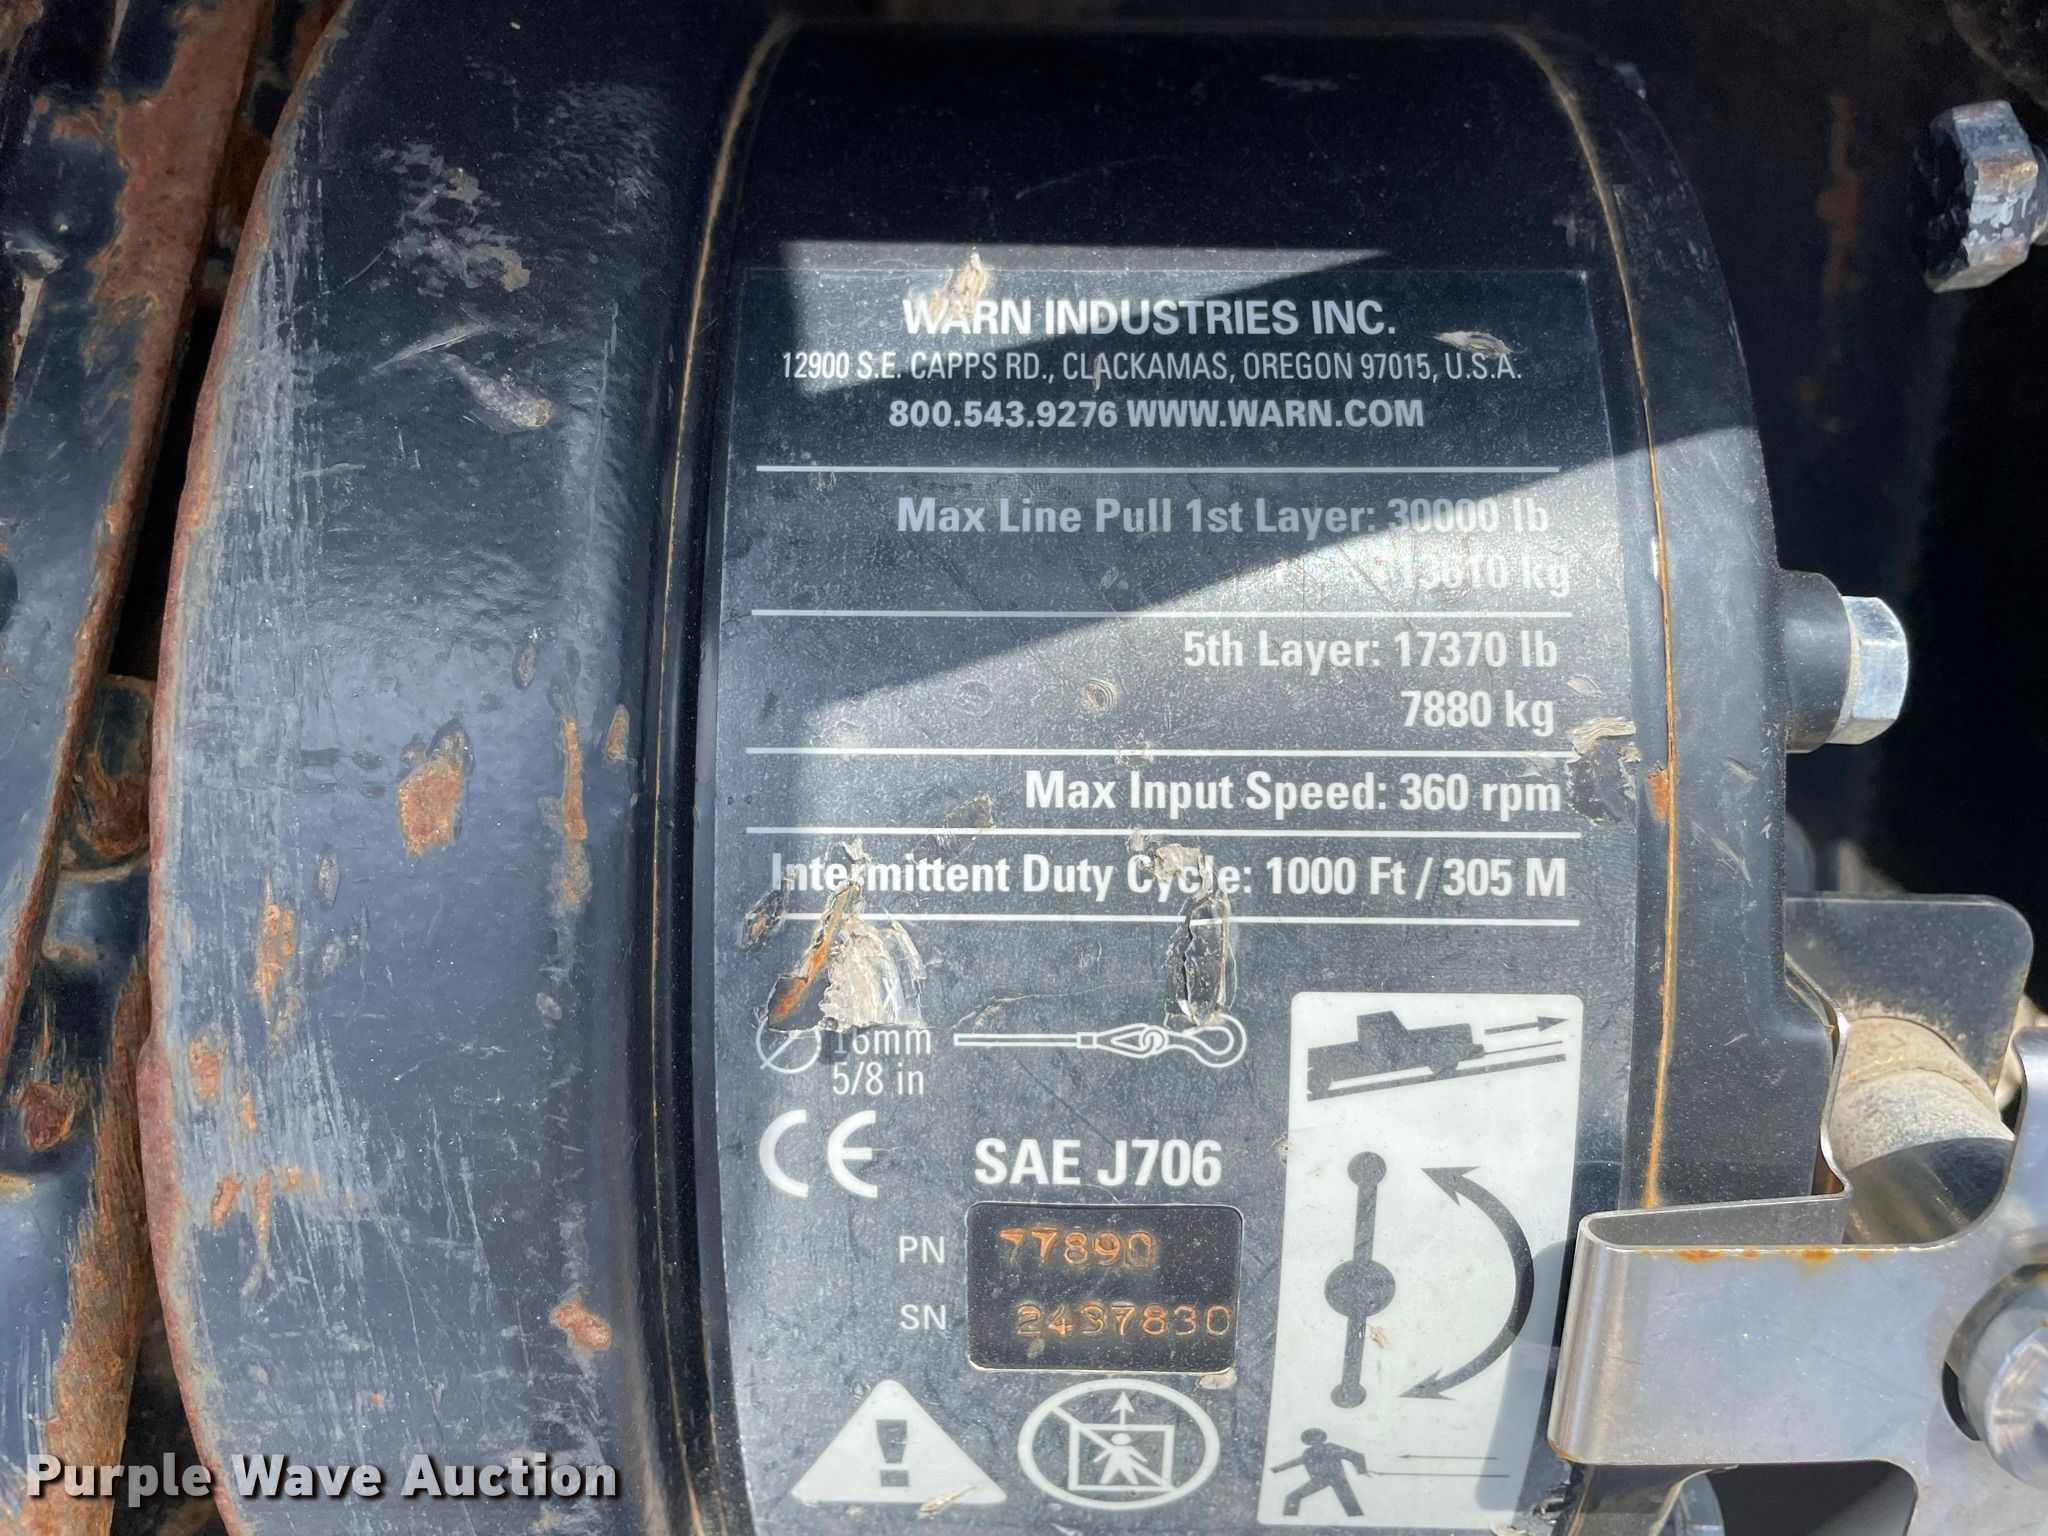 WARN INDUSTRIES INC.
12900 S.E. CAPPS RD., CLACKAMAS, OREGON 97015, U.S.A.
800.543.9276 WWW.WARN.COM
Max Line Pull 1st Layer: 30000 lb
13610 kg
5th Layer: 17370 lb
7880 kg
Max Input Speed: 360 rpm
Intermittent Duty Cycle: 1000 Ft / 305 M
x
16mm
5/8 in
CE SAE J706
PN 77890
SN 2437830
Purple Wave Auction